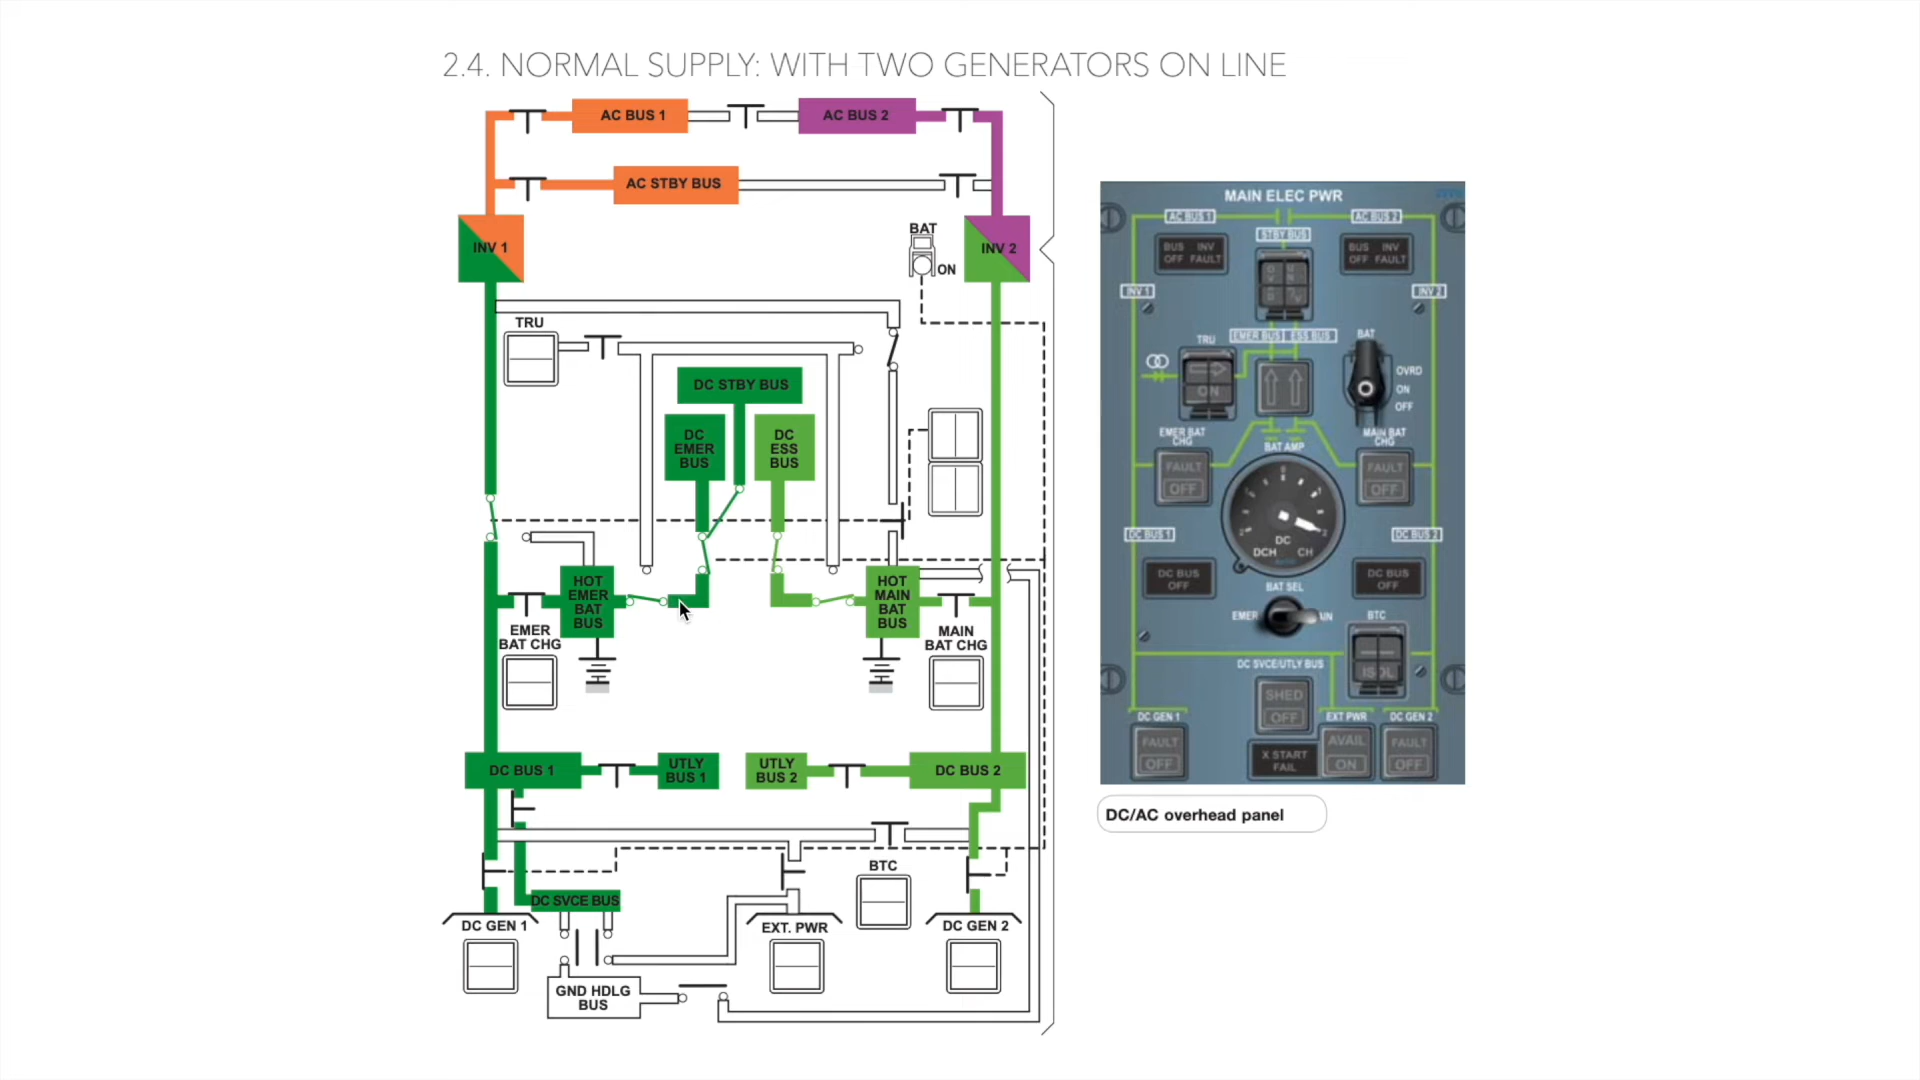 2.4. NORMAL SUPPLY: WITH TWO GENERATORS ON LINE
AC BUS 1
AC BUS 2
AC STBY BUS
INV 1
BAT
ON
INV 2
TRU
DC STBY BUS
DC
EMER
BUS
DC
ESS
BUS
HOT
EMER
BAT
BUS
HOT
MAIN
BAT
BUS
EMER
BAT CHG
MAIN
BAT CHG
DC BUS 1
UTLY
BUS 1
UTLY
BUS 2
DC BUS 2
BTC
DC SVCE BUS
DC GEN 1
EXT. PWR
DC GEN 2
GND HDLG
BUS
MAIN ELEC PWR
AC BUS 1
AC BUS 2
STBY BUS
BUS OFF
INV FAULT
BUS OFF
INV FAULT
INV 1
INV 2
EMER BUS
ESS BUS
BAT
TRU
ON
OVRD
ON
OFF
EMER BAT
CHG
MAIN BAT
CHG
BAT AMP
FAULT
OFF
FAULT
OFF
DC
DCH
CH
DC BUS 1
DC BUS 2
DC BUS
OFF
DC BUS
OFF
BAT SEL
EMER
BTC
ISOL
DC SVCE/UTLY BUS
SHED
OFF
DC GEN 1
EXT PWR
DC GEN 2
FAULT
OFF
X START
FAIL
AVAIL
ON
FAULT
OFF
DC/AC overhead panel